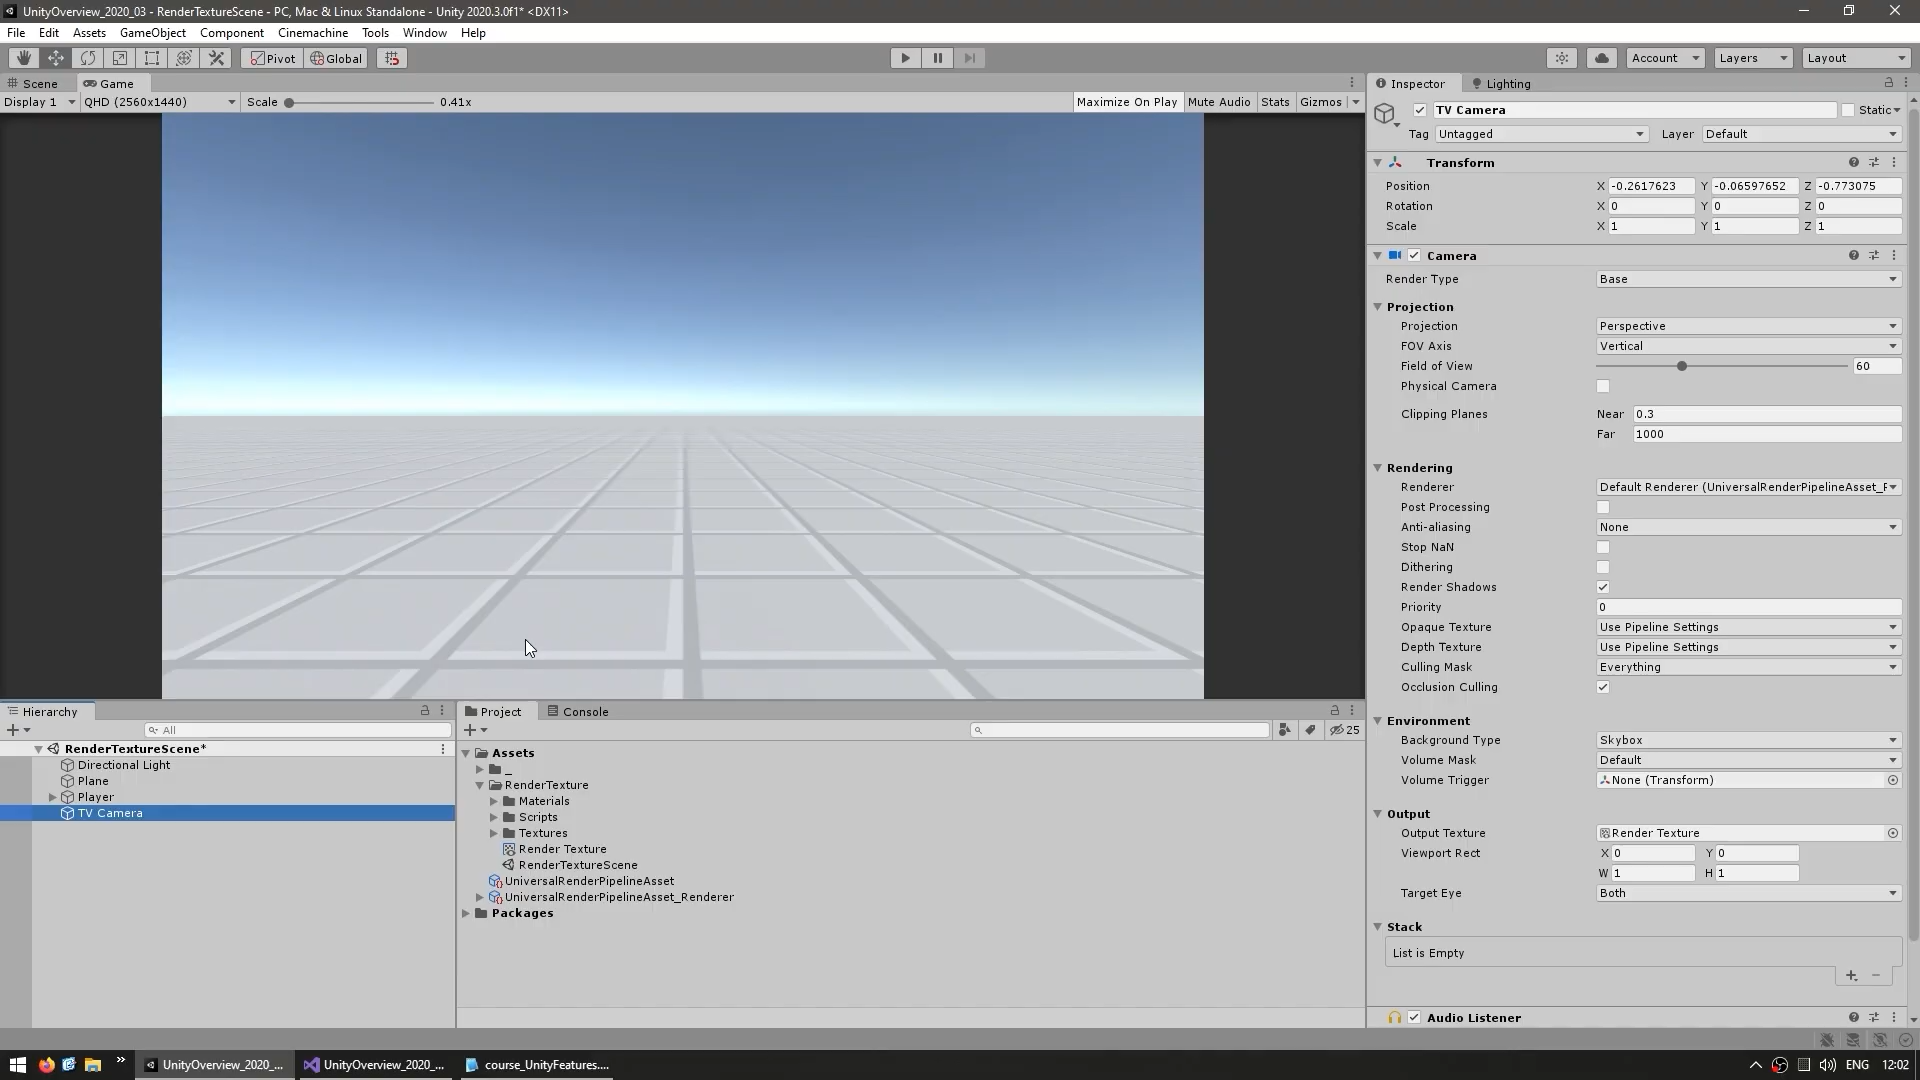 UnityOverview_2020_03 - RenderTextureScene - PC, Mac & Linux Standalone - Unity 2020.3.0f1* <DX11>
File Edit Assets GameObject Component Cinemachine Tools Window Help
Pivot Global Account Layers Layout
Scene Game
Display 1 QHD (2560x1440) Scale 0.41x Maximize On Play Mute Audio Stats Gizmos
Hierarchy
All
RenderTextureScene*
Directional Light
Plane
Player
TV Camera
Project Console
25
Assets
_
RenderTexture
Materials
Scripts
Textures
Render Texture
RenderTextureScene
UniversalRenderPipelineAsset
UniversalRenderPipelineAsset_Renderer
Packages
Inspector Lighting
TV Camera Static
Tag Untagged Layer Default
Transform
Position X -0.2617623 Y -0.06597652 Z -0.773075
Rotation X 0 Y 0 Z 0
Scale X 1 Y 1 Z 1
Camera
Render Type Base
Projection
Projection Perspective
FOV Axis Vertical
Field of View 60
Physical Camera
Clipping Planes Near 0.3
Far 1000
Rendering
Renderer Default Renderer (UniversalRenderPipelineAsset_F
Post Processing
Anti-aliasing None
Stop NaN
Dithering
Render Shadows
Priority 0
Opaque Texture Use Pipeline Settings
Depth Texture Use Pipeline Settings
Culling Mask Everything
Occlusion Culling
Environment
Background Type Skybox
Volume Mask Default
Volume Trigger None (Transform)
Output
Output Texture Render Texture
Viewport Rect X 0 Y 0
W 1 H 1
Target Eye Both
Stack
List is Empty
Audio Listener
UnityOverview_2020_... UnityOverview_2020_... course_UnityFeatures.... ENG 12:02